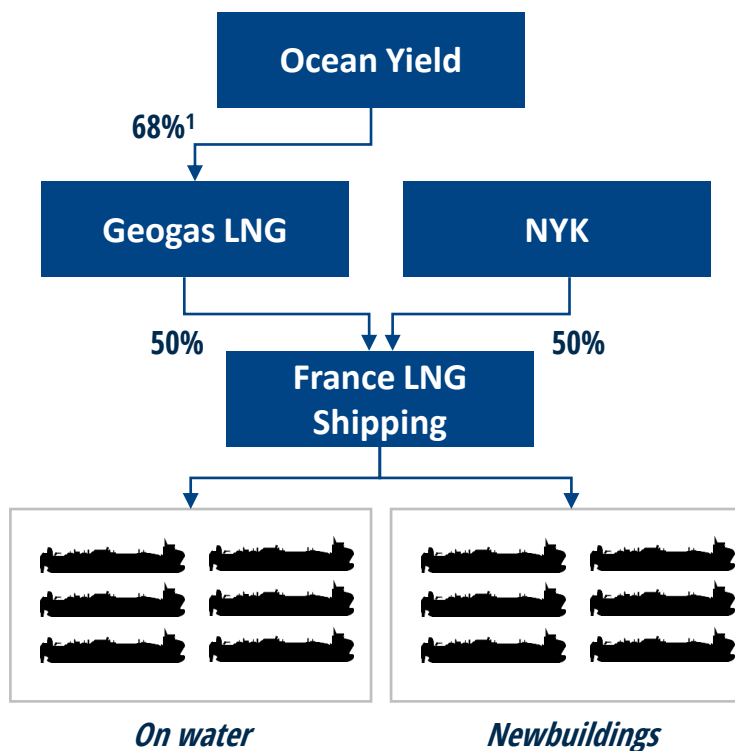 Ocean Yield
68%¹
Geogas LNG
NYK
50%
50%
France LNG
Shipping
On water
Newbuildings